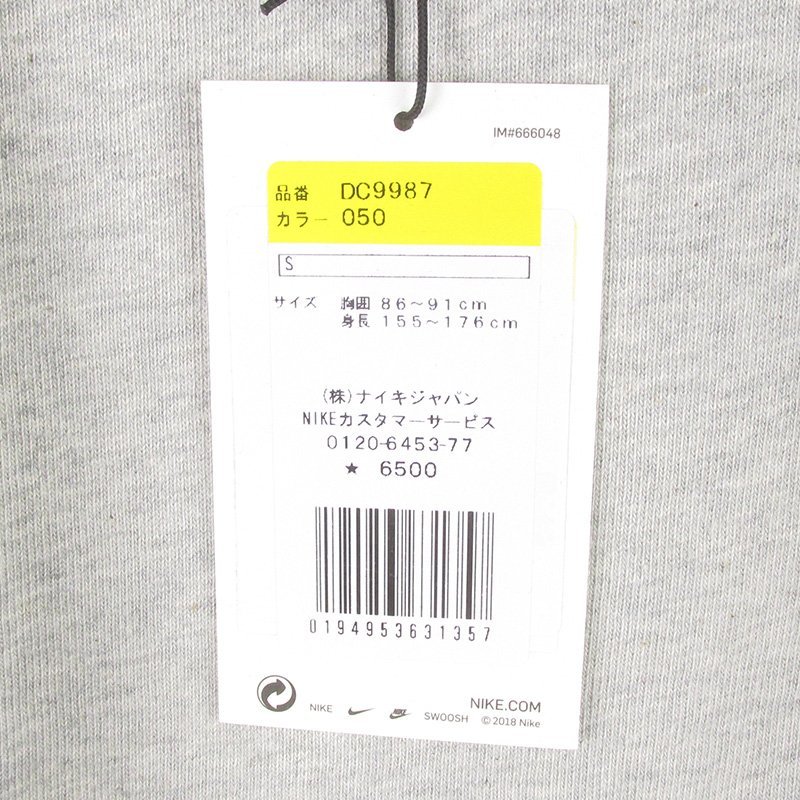 IM#666048
品番 DC9987
カラー 050
S
サイズ 胸囲 86～91cm
身長 155～176cm
(株)ナイキジャパン
NIKEカスタマーサービス
0120-6453-77
★ 6500
0194953631357
NIKE SWOOSH
NIKE.COM
©2018 Nike